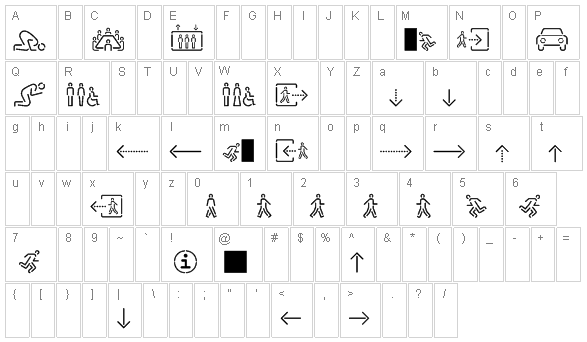 A B C D E F G H I J K L M N O P
Q R S T U V W X Y Z a b c d e f
g h i j k l m n o p q r s t
u v w x y z 0 1 2 3 4 5 6
7 8 9 ~ ` ! @ # $ % ^ & * ( ) _ - + =
{ [ } ] | \ : ; " ' < , > . ? /